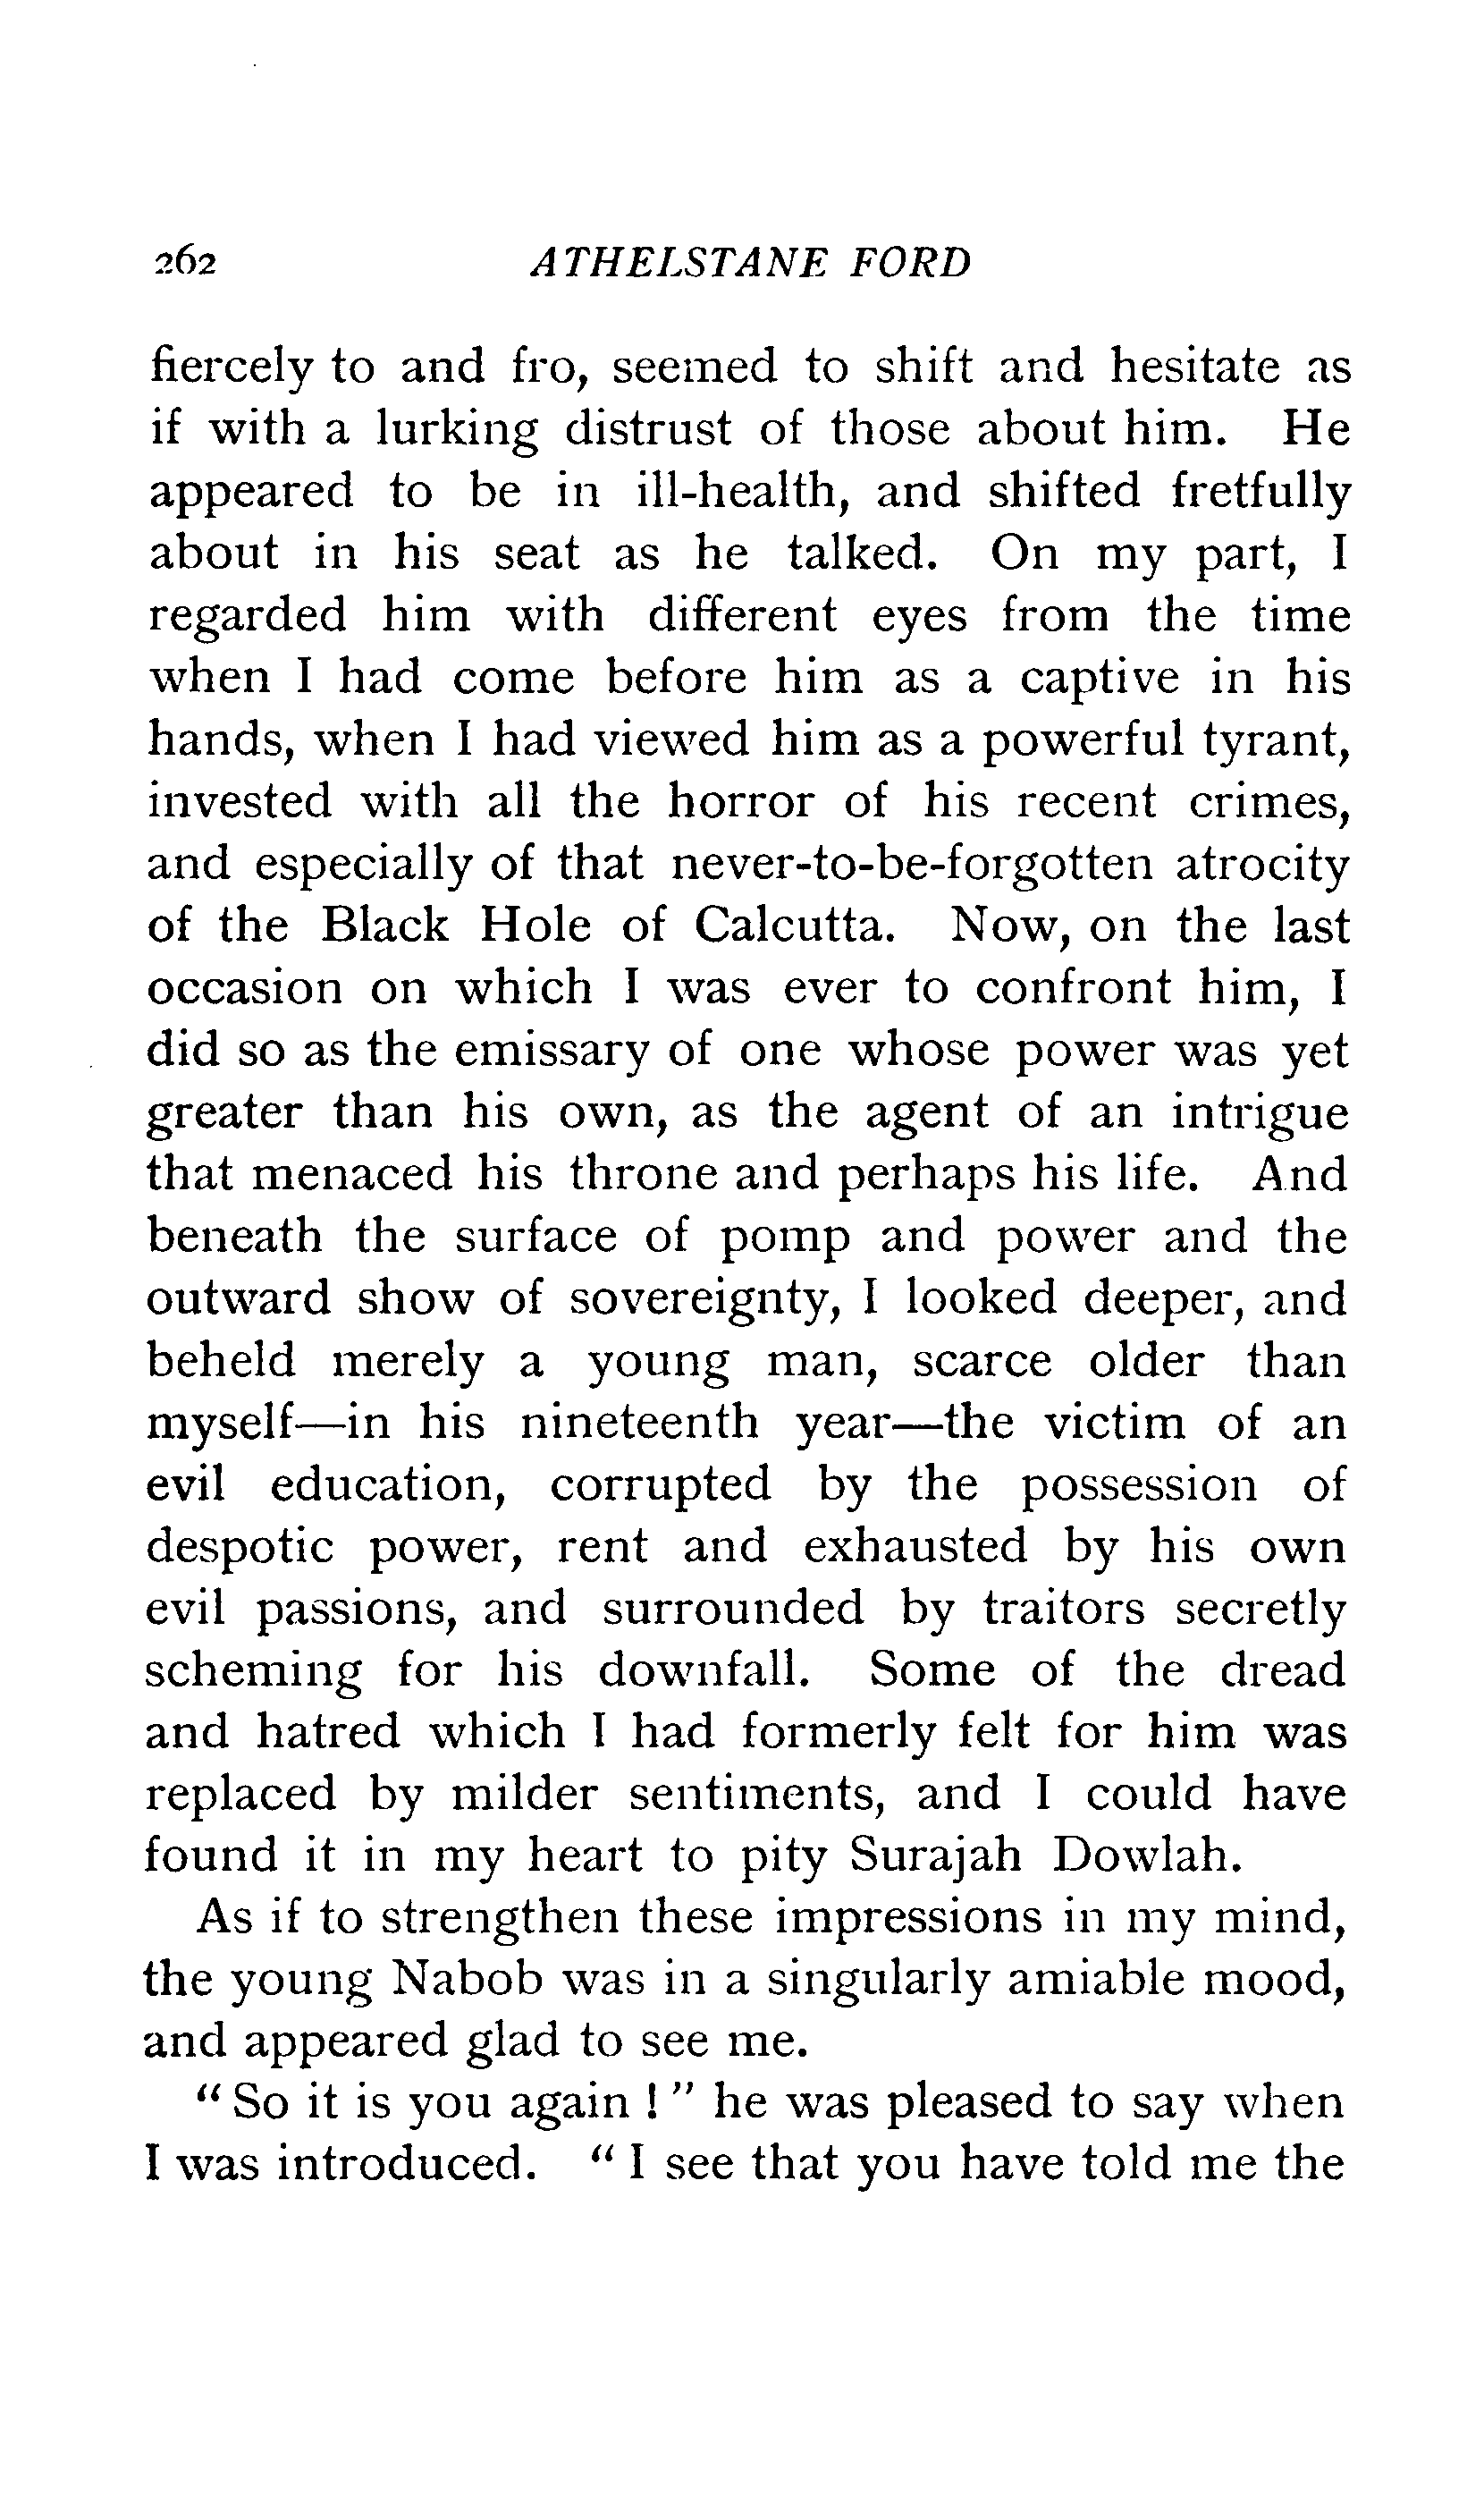 262 ATHELSTANE FORD
fiercely to and fro, seemed to shift and hesitate as
if with a lurking distrust of those about him. He
appeared to be in ill-health, and shifted fretfully
about in his seat as he talked. On my part, I
regarded him with different eyes from the time
when I had come before him as a captive in his
hands, when I had viewed him as a powerful tyrant,
invested with all the horror of his recent crimes,
and especially of that never-to-be-forgotten atrocity
of the Black Hole of Calcutta. Now, on the last
occasion on which I was ever to confront him, I
did so as the emissary of one whose power was yet
greater than his own, as the agent of an intrigue
that menaced his throne and perhaps his life. And
beneath the surface of pomp and power and the
outward show of sovereignty, I looked deeper, and
beheld merely a young man, scarce older than
myself—in his nineteenth year—the victim of an
evil education, corrupted by the possession of
despotic power, rent and exhausted by his own
evil passions, and surrounded by traitors secretly
scheming for his downfall. Some of the dread
and hatred which I had formerly felt for him was
replaced by milder sentiments, and I could have
found it in my heart to pity Surajah Dowlah.
As if to strengthen these impressions in my mind,
the young Nabob was in a singularly amiable mood,
and appeared glad to see me.
“ So it is you again ! ” he was pleased to say when
I was introduced. “ I see that you have told me the